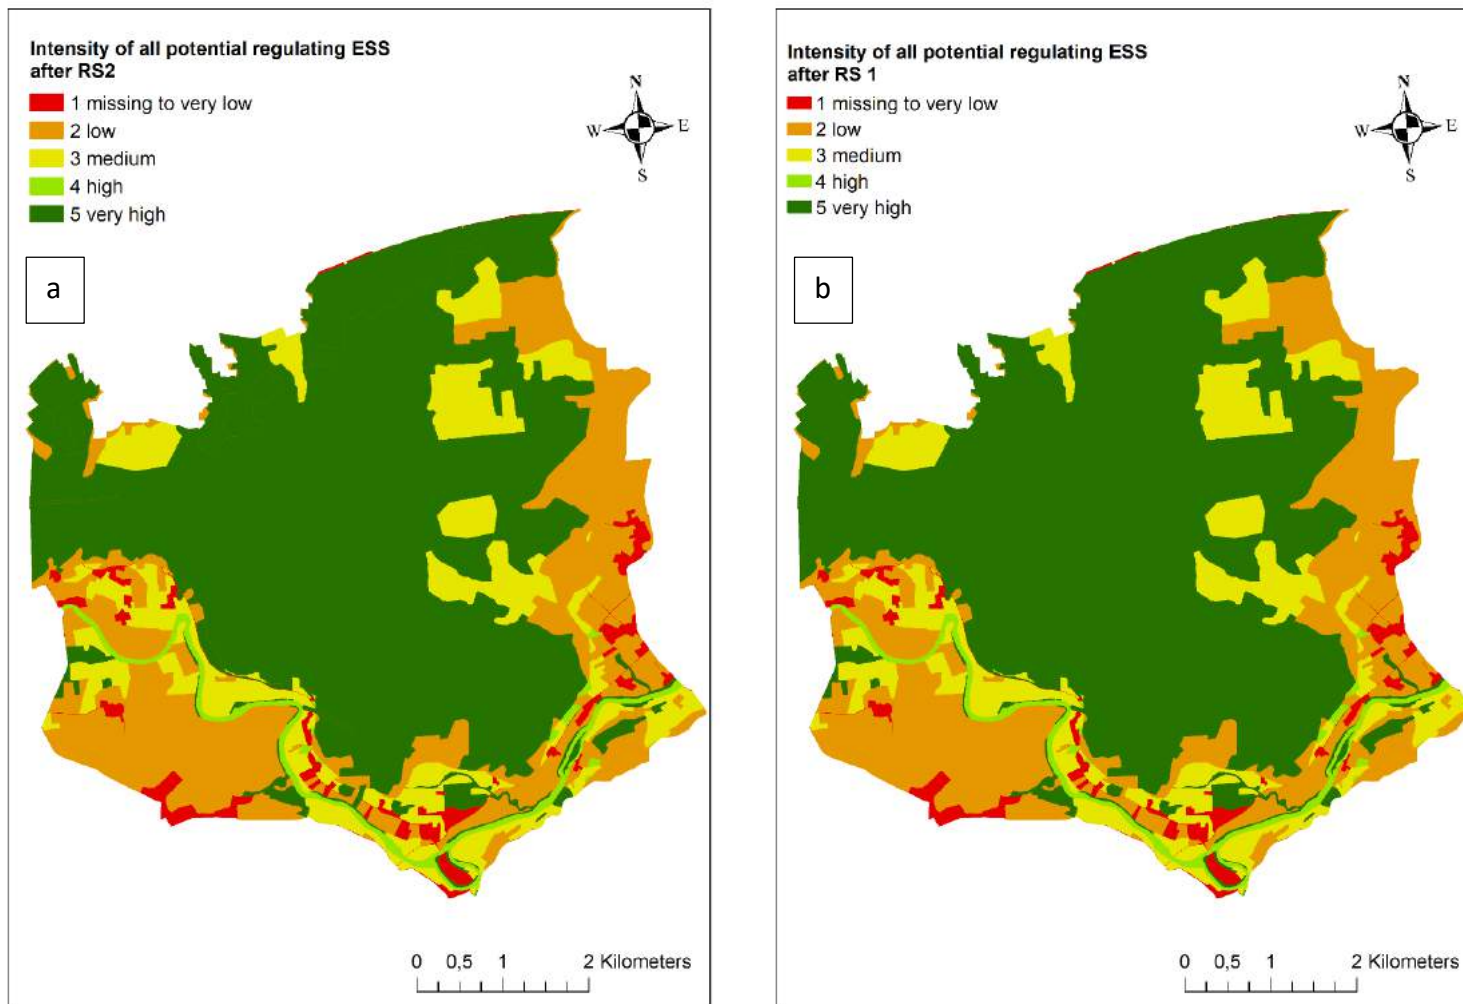 Intensity of all potential regulating ESS
after RS2
1 missing to very low
2 low
3 medium
4 high
5 very high
N
W
E
S
a
0 0,5 1 2 Kilometers
Intensity of all potential regulating ESS
after RS 1
1 missing to very low
2 low
3 medium
4 high
5 very high
N
W
E
S
b
0 0,5 1 2 Kilometers